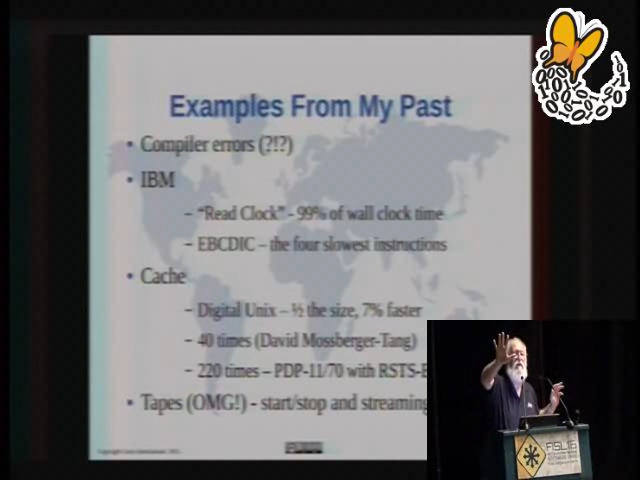 Examples From My Past
• Compiler errors (?!?)
• IBM
– “Read Clock” - 99% of wall clock time
– EBCDIC – the four slowest instructions
• Cache
– Digital Unix – ½ the size, 7% faster
– 40 times (David Mossberger-Tang)
– 220 times – PDP-11/70 with RSTS-E
• Tapes (OMG!) - start/stop and streaming
FISL16